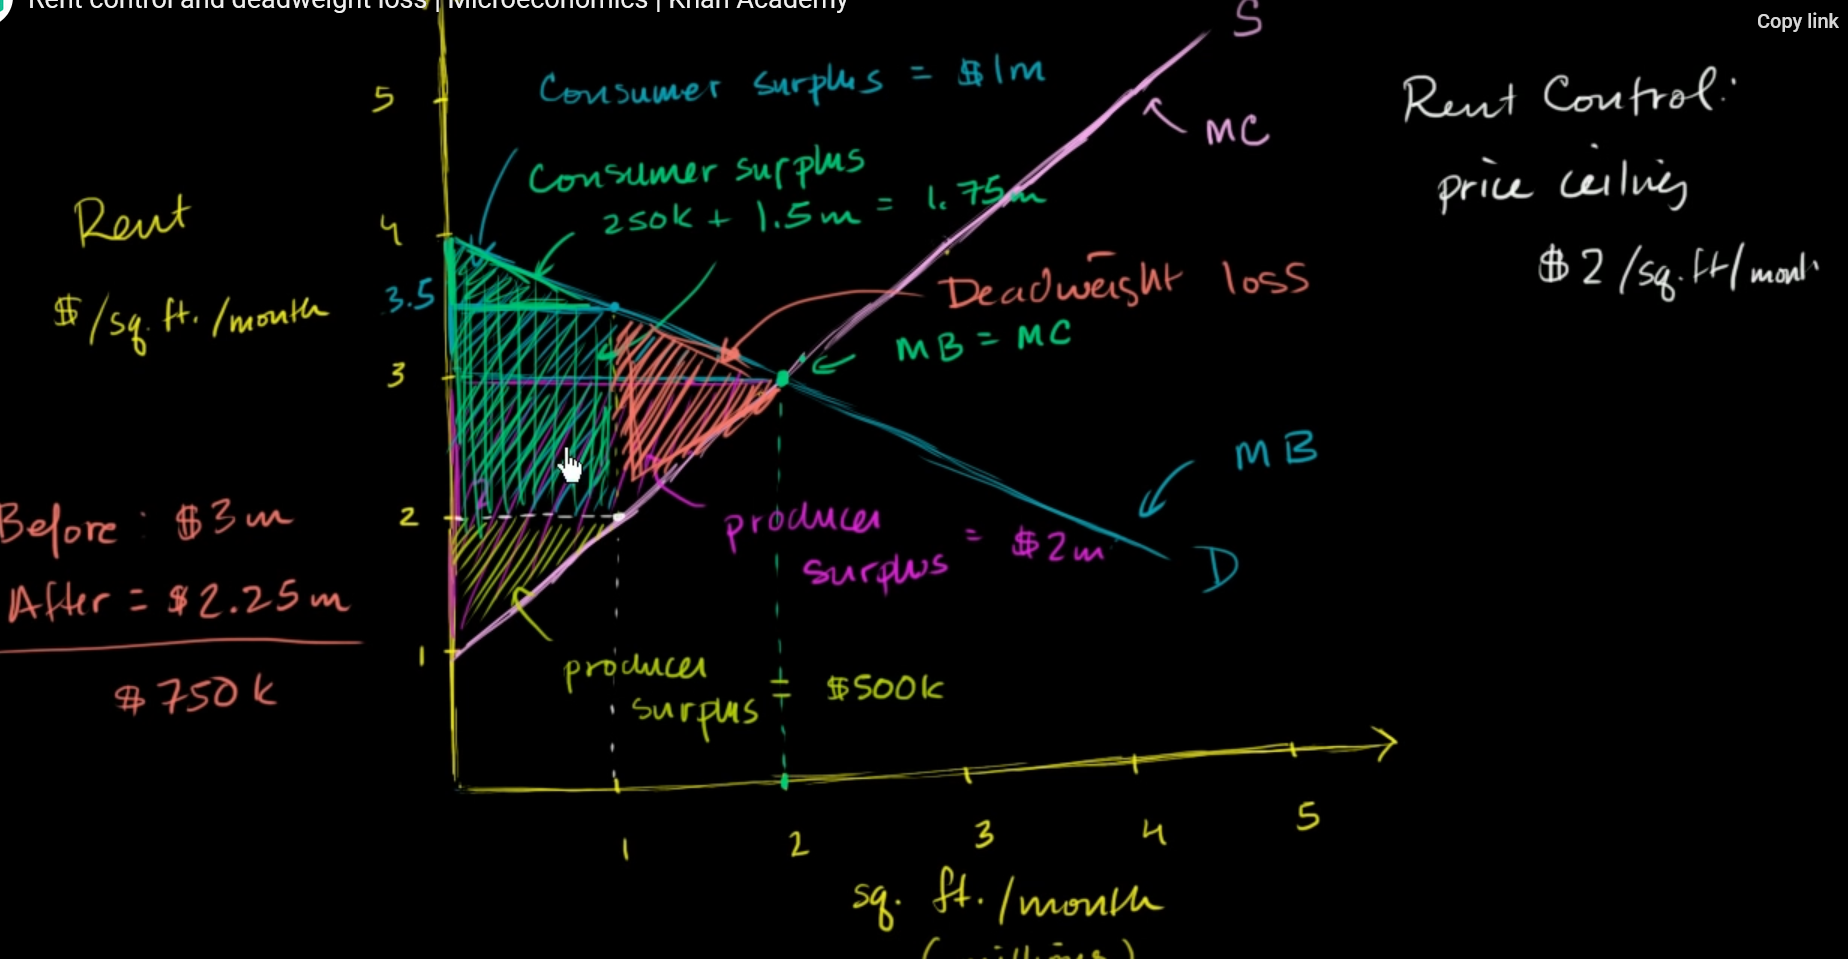 Rent control and deadweight loss | Microeconomics | Khan Academy
Copy link
S
5
Consumer surplus = $1m
MC
Rent Control:
price ceiling
$2/sq.ft/month
Consumer surplus
250k + 1.5m = 1.75m
Rent
$/sq. ft./month
4
3.5
Deadweight loss
MB = MC
3
MB
D
2
producer
surplus = $2m
Before: $3m
After = $2.25m
$750k
1
producer
surplus = $500k
1
2
3
4
5
sq. ft./month
(millions)